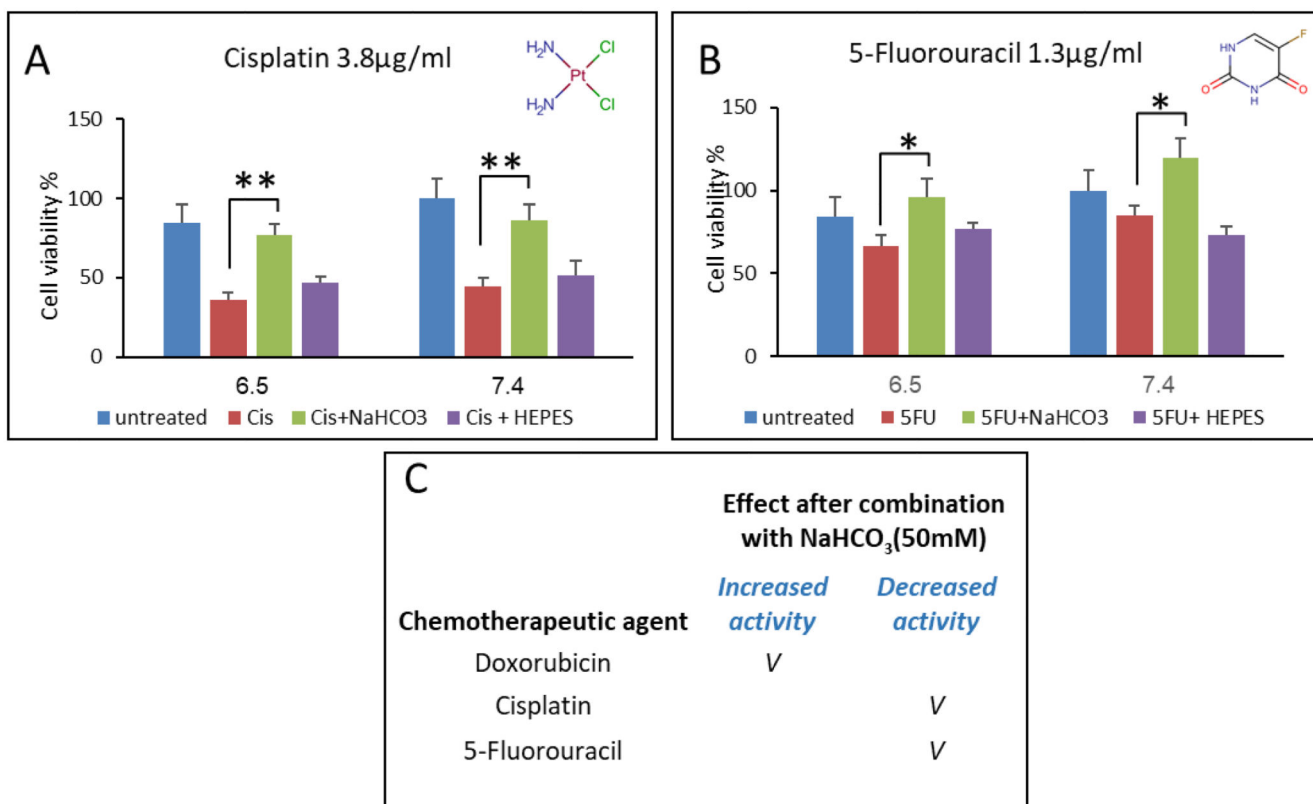 A
Cisplatin 3.8µg/ml
H₂N
Cl
Pt
H₂N
Cl
Cell viability %
150
100
50
0
**
**
6.5
7.4
untreated
Cis
Cis+NaHCO3
Cis + HEPES
B
5-Fluorouracil 1.3µg/ml
F
HN
O
N
H
O
Cell viability %
150
100
50
0
*
*
6.5
7.4
untreated
5FU
5FU+NaHCO3
5FU+ HEPES
C
Effect after combination
with NaHCO₃(50mM)
Increased
activity
Decreased
activity
Chemotherapeutic agent
Doxorubicin V
Cisplatin V
5-Fluorouracil V